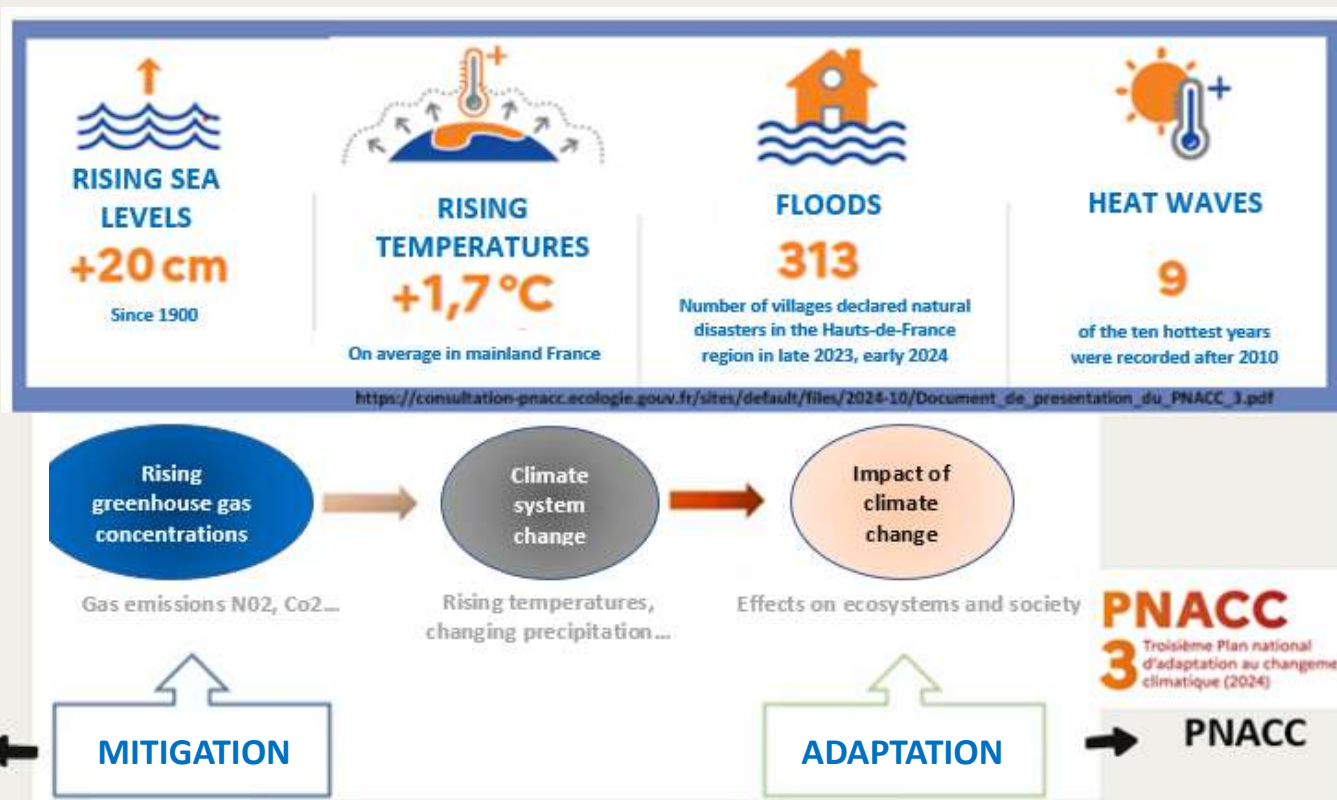 RISING SEA
LEVELS
+20 cm
Since 1900
RISING
TEMPERATURES
+1,7 °C
On average in mainland France
FLOODS
313
Number of villages declared natural
disasters in the Hauts-de-France
region in late 2023, early 2024
HEAT WAVES
9
of the ten hottest years
were recorded after 2010
https://consultation-pnacc.ecologie.gouv.fr/sites/default/files/2024-10/Document_de_presentation_du_PNACC_3.pdf
Rising
greenhouse gas
concentrations
Climate
system
change
Impact of
climate
change
Gas emissions N02, Co2...
Rising temperatures,
changing precipitation...
Effects on ecosystems and society
PNACC
3
Troisième Plan national
d'adaptation au changeme
climatique (2024)
MITIGATION
ADAPTATION
PNACC